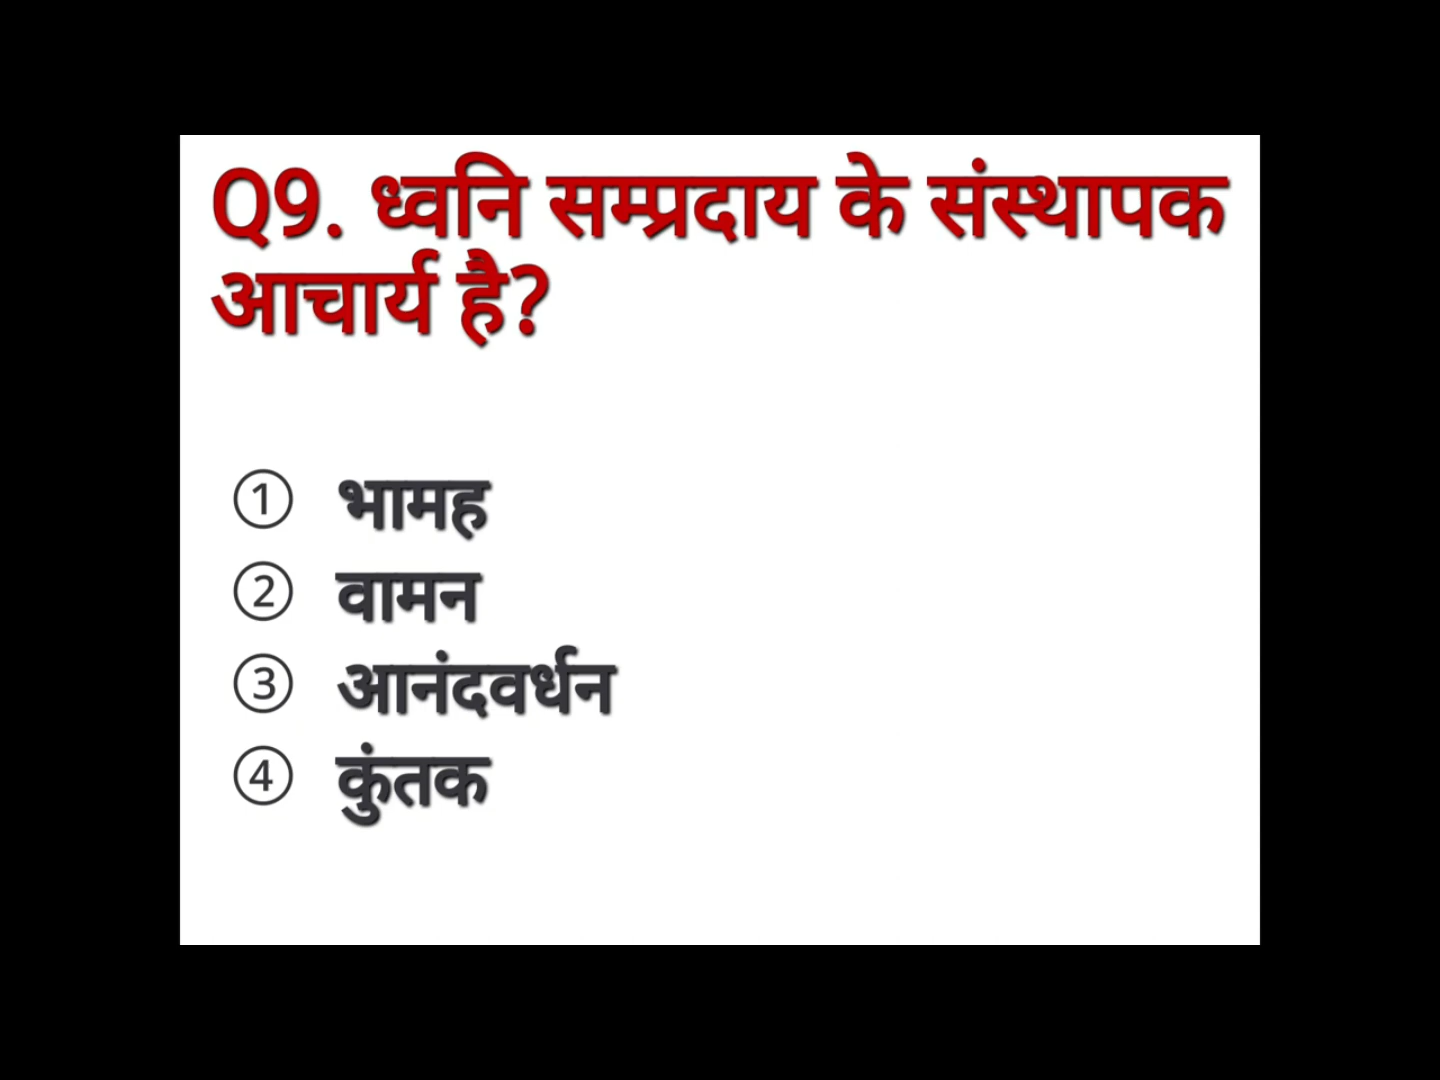 Q9. ध्वनि सम्प्रदाय के संस्थापक
आचार्य है?
① भामह
② वामन
③ आनंदवर्धन
④ कुंतक